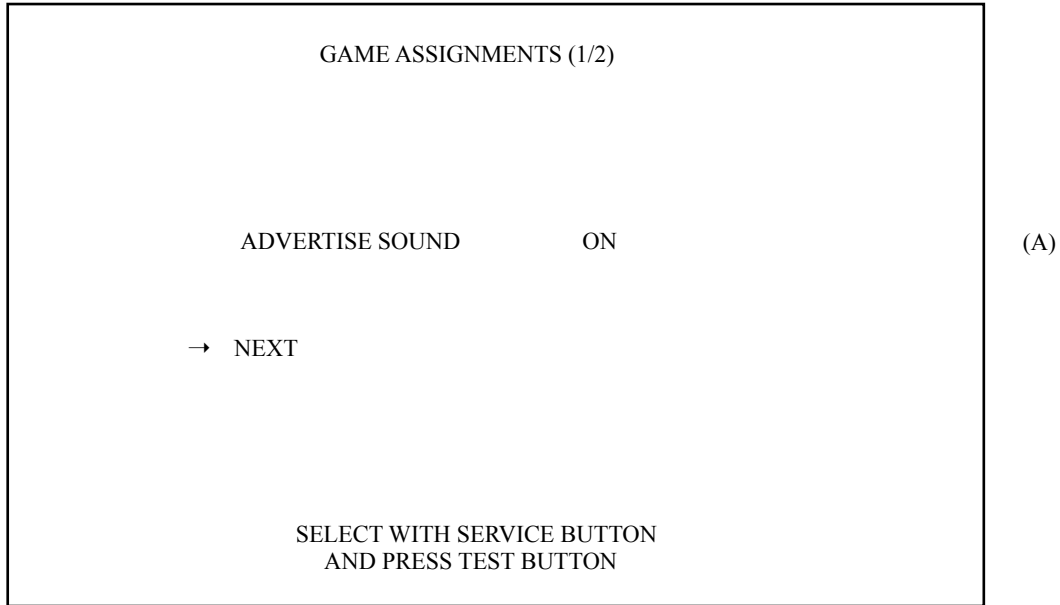 GAME ASSIGNMENTS (1/2)
ADVERTISE SOUND ON (A)
→ NEXT
SELECT WITH SERVICE BUTTON
AND PRESS TEST BUTTON